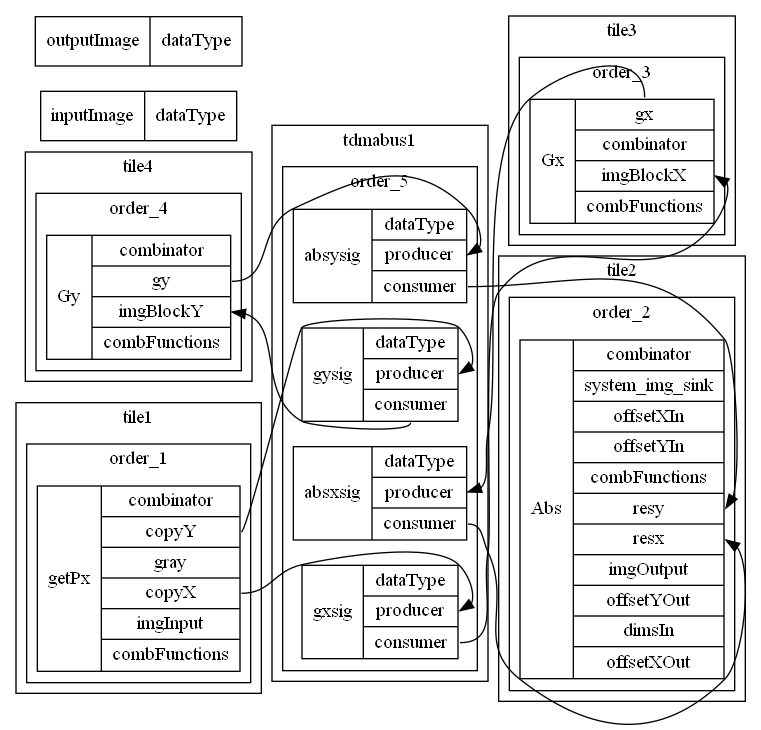 outputImage dataType
inputImage dataType
tile4
order_4
Gy
combinator
gy
imgBlockY
combFunctions
tile1
order_1
getPx
combinator
copyY
gray
copyX
imgInput
combFunctions
tdmabus1
order_5
absysig
dataType
producer
consumer
gysig
dataType
producer
consumer
absxsig
dataType
producer
consumer
gxsig
dataType
producer
consumer
tile3
order_3
Gx
gx
combinator
imgBlockX
combFunctions
tile2
order_2
Abs
combinator
system_img_sink
offsetXIn
offsetYIn
combFunctions
resy
resx
imgOutput
offsetYOut
dimsIn
offsetXOut